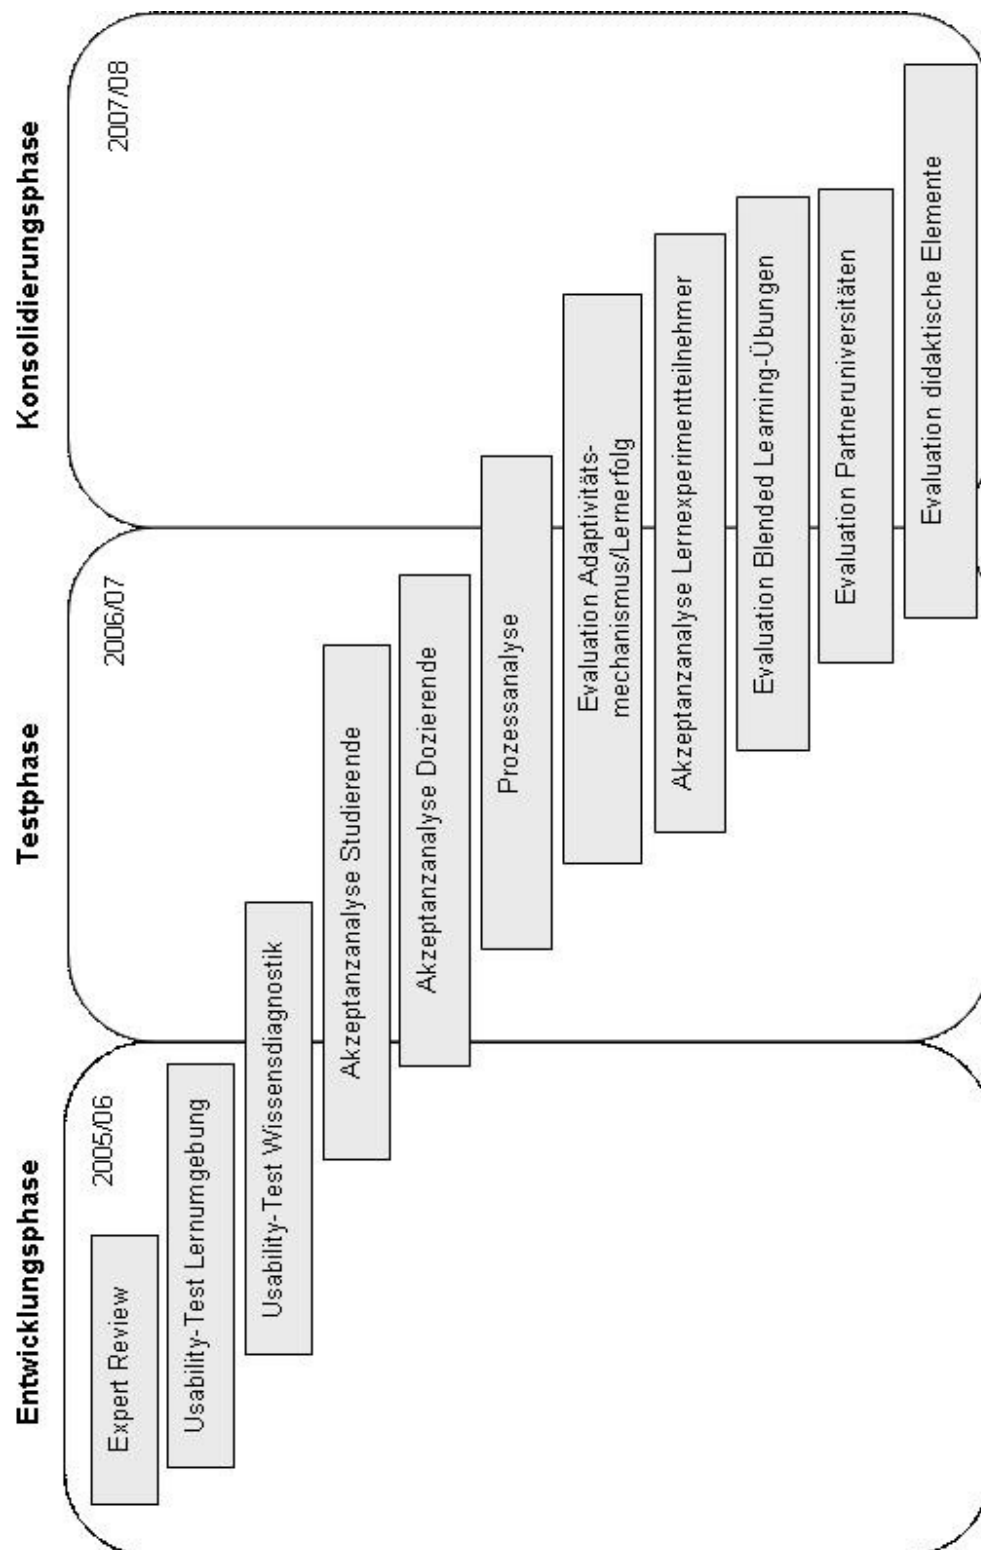 Entwicklungsphase
Testphase
Konsolidierungsphase
2005/06
2006/07
2007/08
Expert Review
Usability-Test Lernumgebung
Usability-Test Wissensdiagnostik
Akzeptanzanalyse Studierende
Akzeptanzanalyse Dozierende
Prozessanalyse
Evaluation Adaptivitäts-
mechanismus/Lernerfolg
Akzeptanzanalyse Lernexperimentteilnehmer
Evaluation Blended Learning-Übungen
Evaluation Partneruniversitäten
Evaluation didaktische Elemente